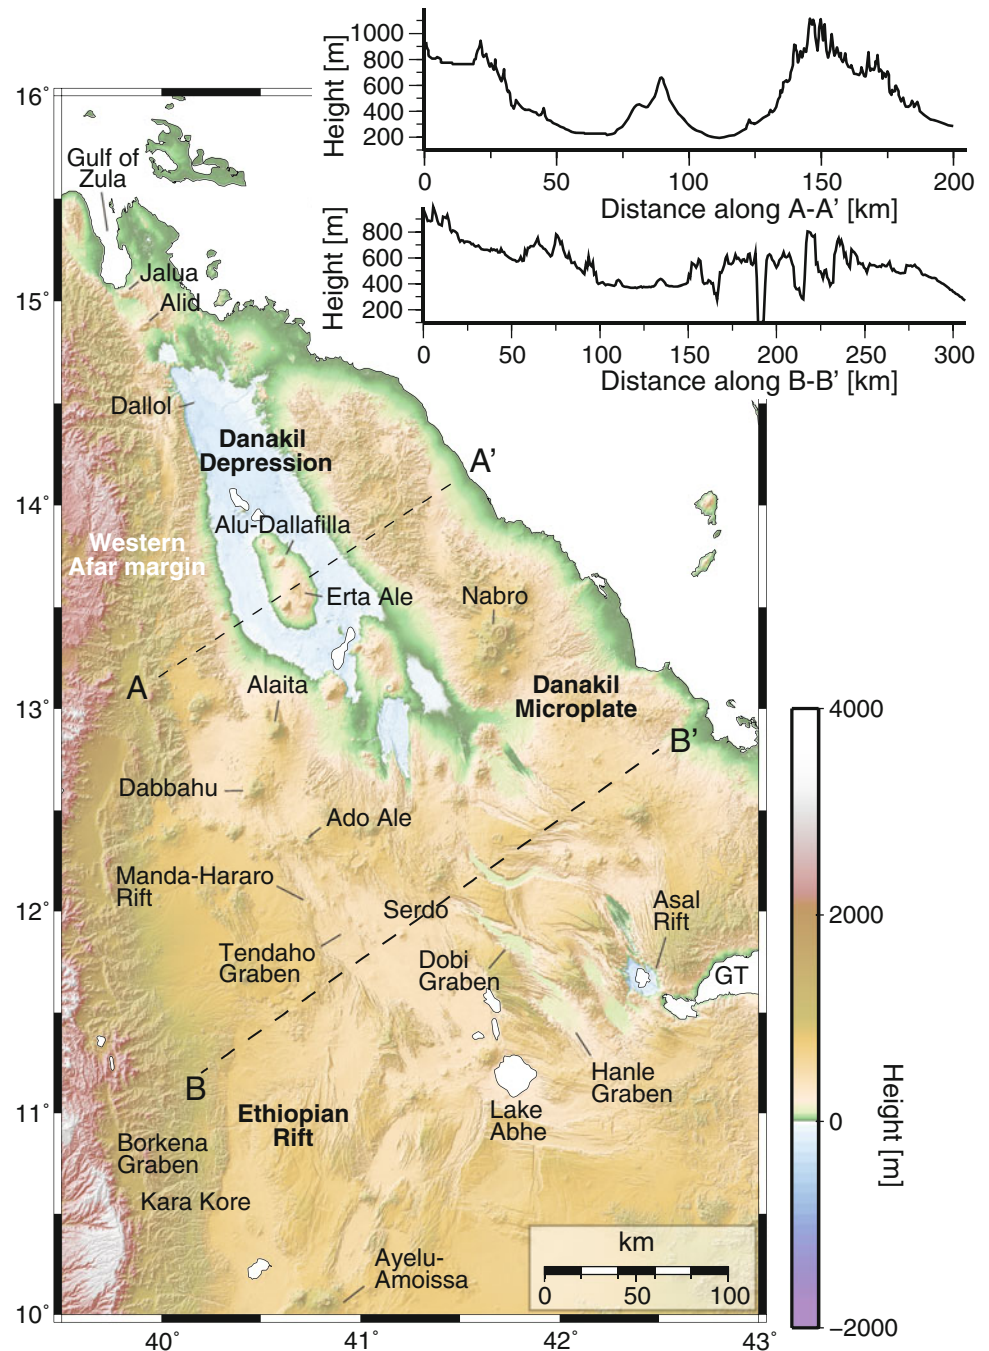 Height [m]
1000
800
600
400
200
0
50
100
150
200
Distance along A-A’ [km]
Height [m]
800
600
400
200
0
50
100
150
200
250
300
Distance along B-B’ [km]
16°
15°
14°
13°
12°
11°
10°
Gulf of
Zula
Jalua
Alid
Dallol
Danakil
Depression
A’
Alu-Dallafilla
Western
Afar margin
Erta Ale
Nabro
A
Alaita
Danakil
Microplate
B’
Dabbahu
Ado Ale
Manda-Hararo
Rift
Serdo
Asal
Rift
Tendaho
Graben
Dobi
Graben
GT
B
Hanle
Graben
Ethiopian
Rift
Lake
Abhe
Borkena
Graben
Kara Kore
Ayelu-
Amoissa
km
0
50
100
40°
41°
42°
43°
4000
2000
0
−2000
Height [m]